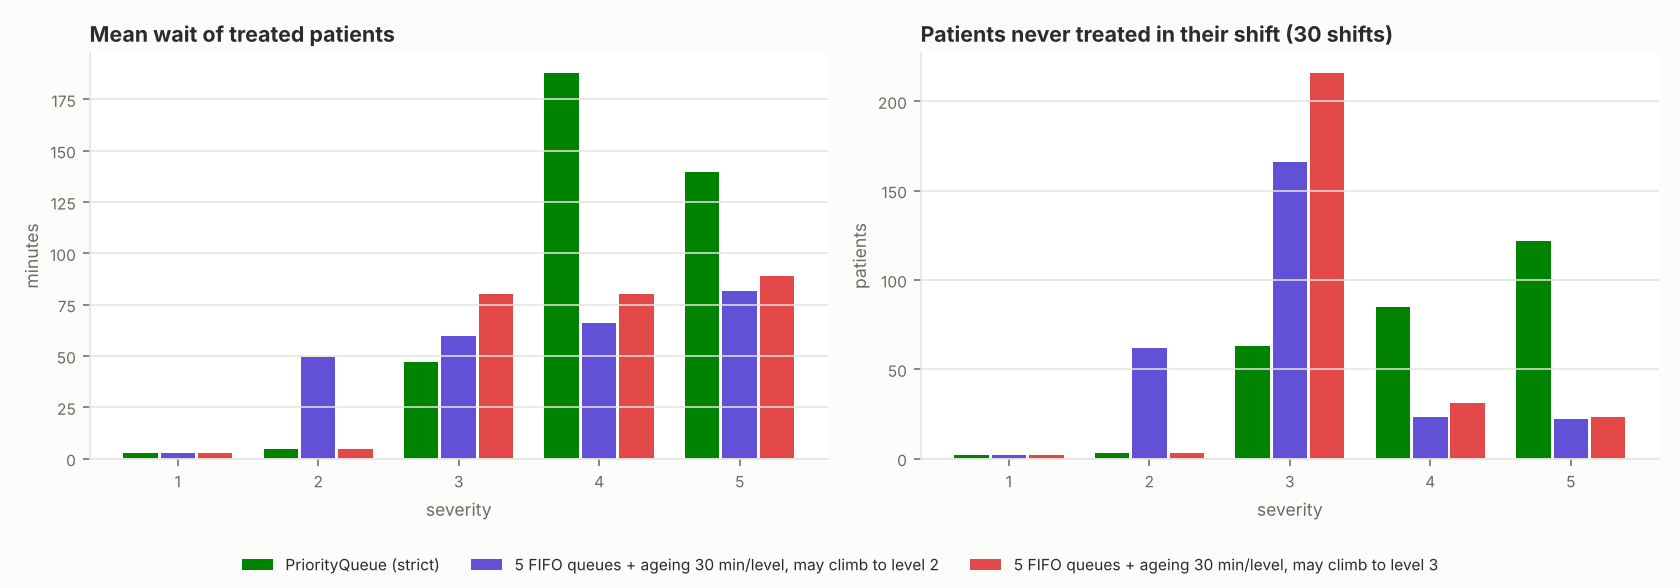 Mean wait of treated patients
175
150
125
100
75
50
25
0
minutes
1 2 3 4 5
severity
Patients never treated in their shift (30 shifts)
200
150
100
50
0
patients
1 2 3 4 5
severity
PriorityQueue (strict)
5 FIFO queues + ageing 30 min/level, may climb to level 2
5 FIFO queues + ageing 30 min/level, may climb to level 3